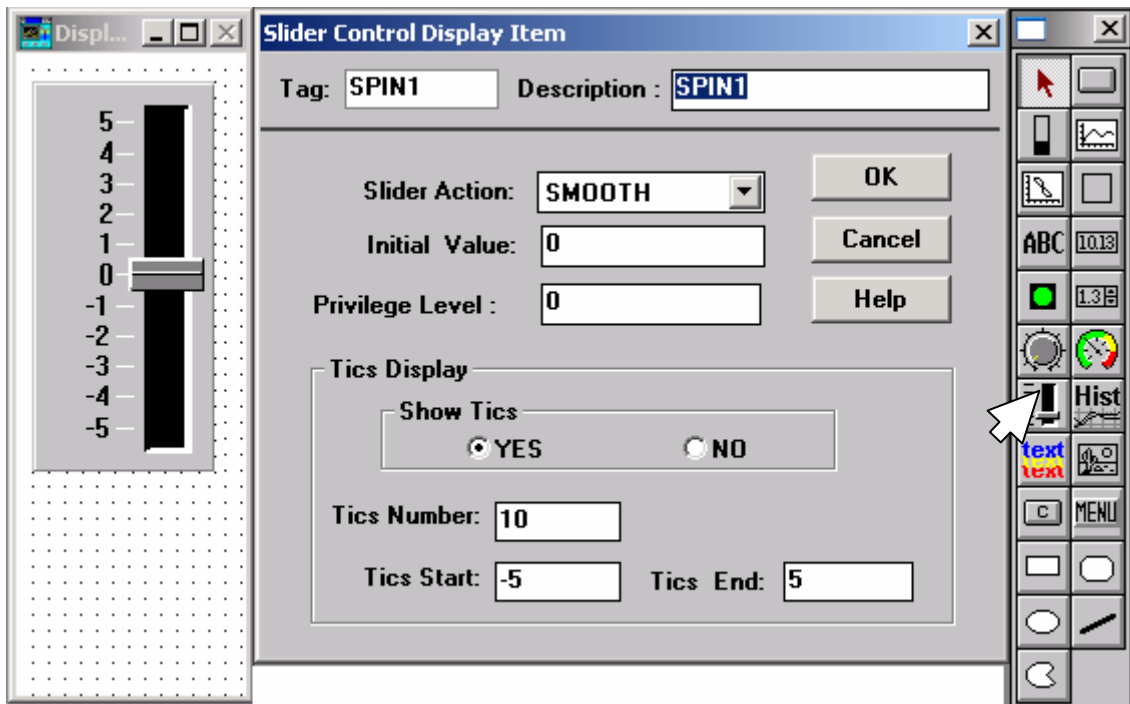 Displ...
5
4
3
2
1
0
-1
-2
-3
-4
-5
Slider Control Display Item
Tag: SPIN1 Description : SPIN1
Slider Action: SMOOTH
OK
Initial Value: 0
Cancel
Privilege Level : 0
Help
Tics Display
Show Tics
YES NO
Tics Number: 10
Tics Start: -5 Tics End: 5
ABC 10.13
1.3
Hist
text
text
C MENU